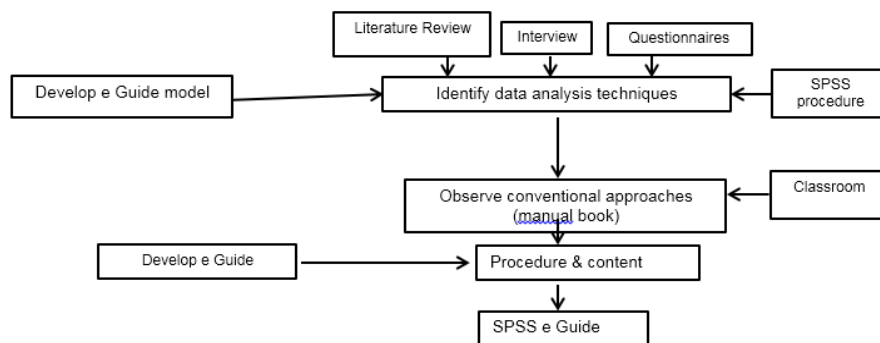 Literature Review
Interview
Questionnaires
Develop e Guide model
Identify data analysis techniques
SPSS
procedure
Observe conventional approaches
(manual book)
Classroom
Develop e Guide
Procedure & content
SPSS e Guide